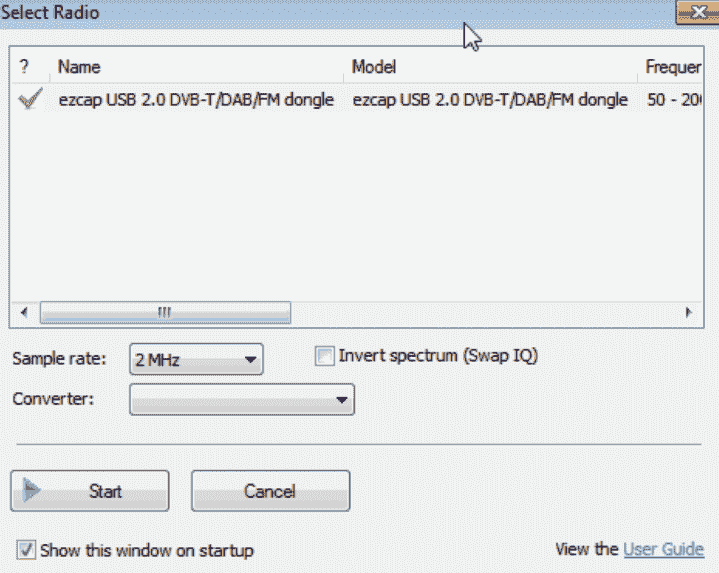 Select Radio
? Name Model Frequen
ezcap USB 2.0 DVB-T/DAB/FM dongle ezcap USB 2.0 DVB-T/DAB/FM dongle 50 - 200
Sample rate: 2 MHz Invert spectrum (Swap IQ)
Converter:
Start Cancel
Show this window on startup View the User Guide